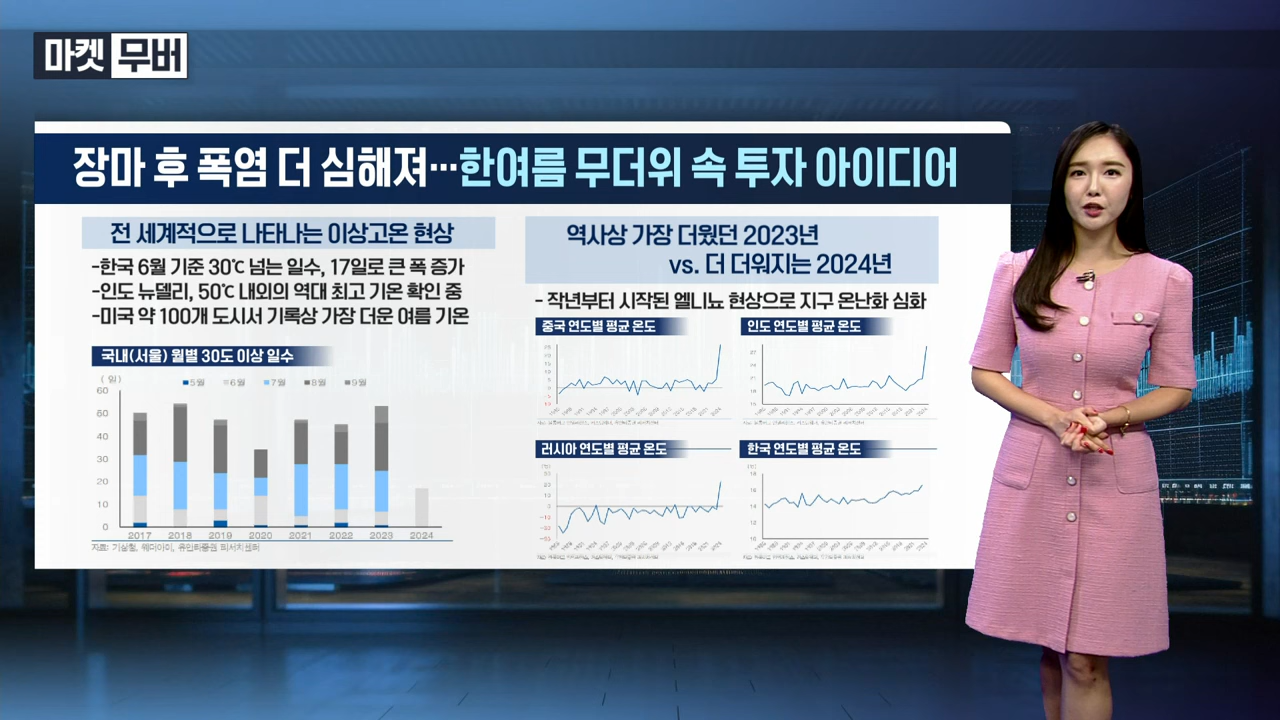 마켓 무버
장마 후 폭염 더 심해져…한여름 무더위 속 투자 아이디어
전 세계적으로 나타나는 이상고온 현상
-한국 6월 기준 30℃ 넘는 일수, 17일로 큰 폭 증가
-인도 뉴델리, 50℃ 내외의 역대 최고 기온 확인 중
-미국 약 100개 도시서 기록상 가장 더운 여름 기온
국내(서울) 월별 30도 이상 일수
(일)
5월 6월 7월 8월 9월
60
50
40
30
20
10
0
2017 2018 2019 2020 2021 2022 2023 2024
자료: 기상청, 웨더아이, 유안타증권 리서치센터
역사상 가장 더웠던 2023년
vs. 더 더워지는 2024년
- 작년부터 시작된 엘니뇨 현상으로 지구 온난화 심화
중국 연도별 평균 온도
인도 연도별 평균 온도
러시아 연도별 평균 온도
한국 연도별 평균 온도